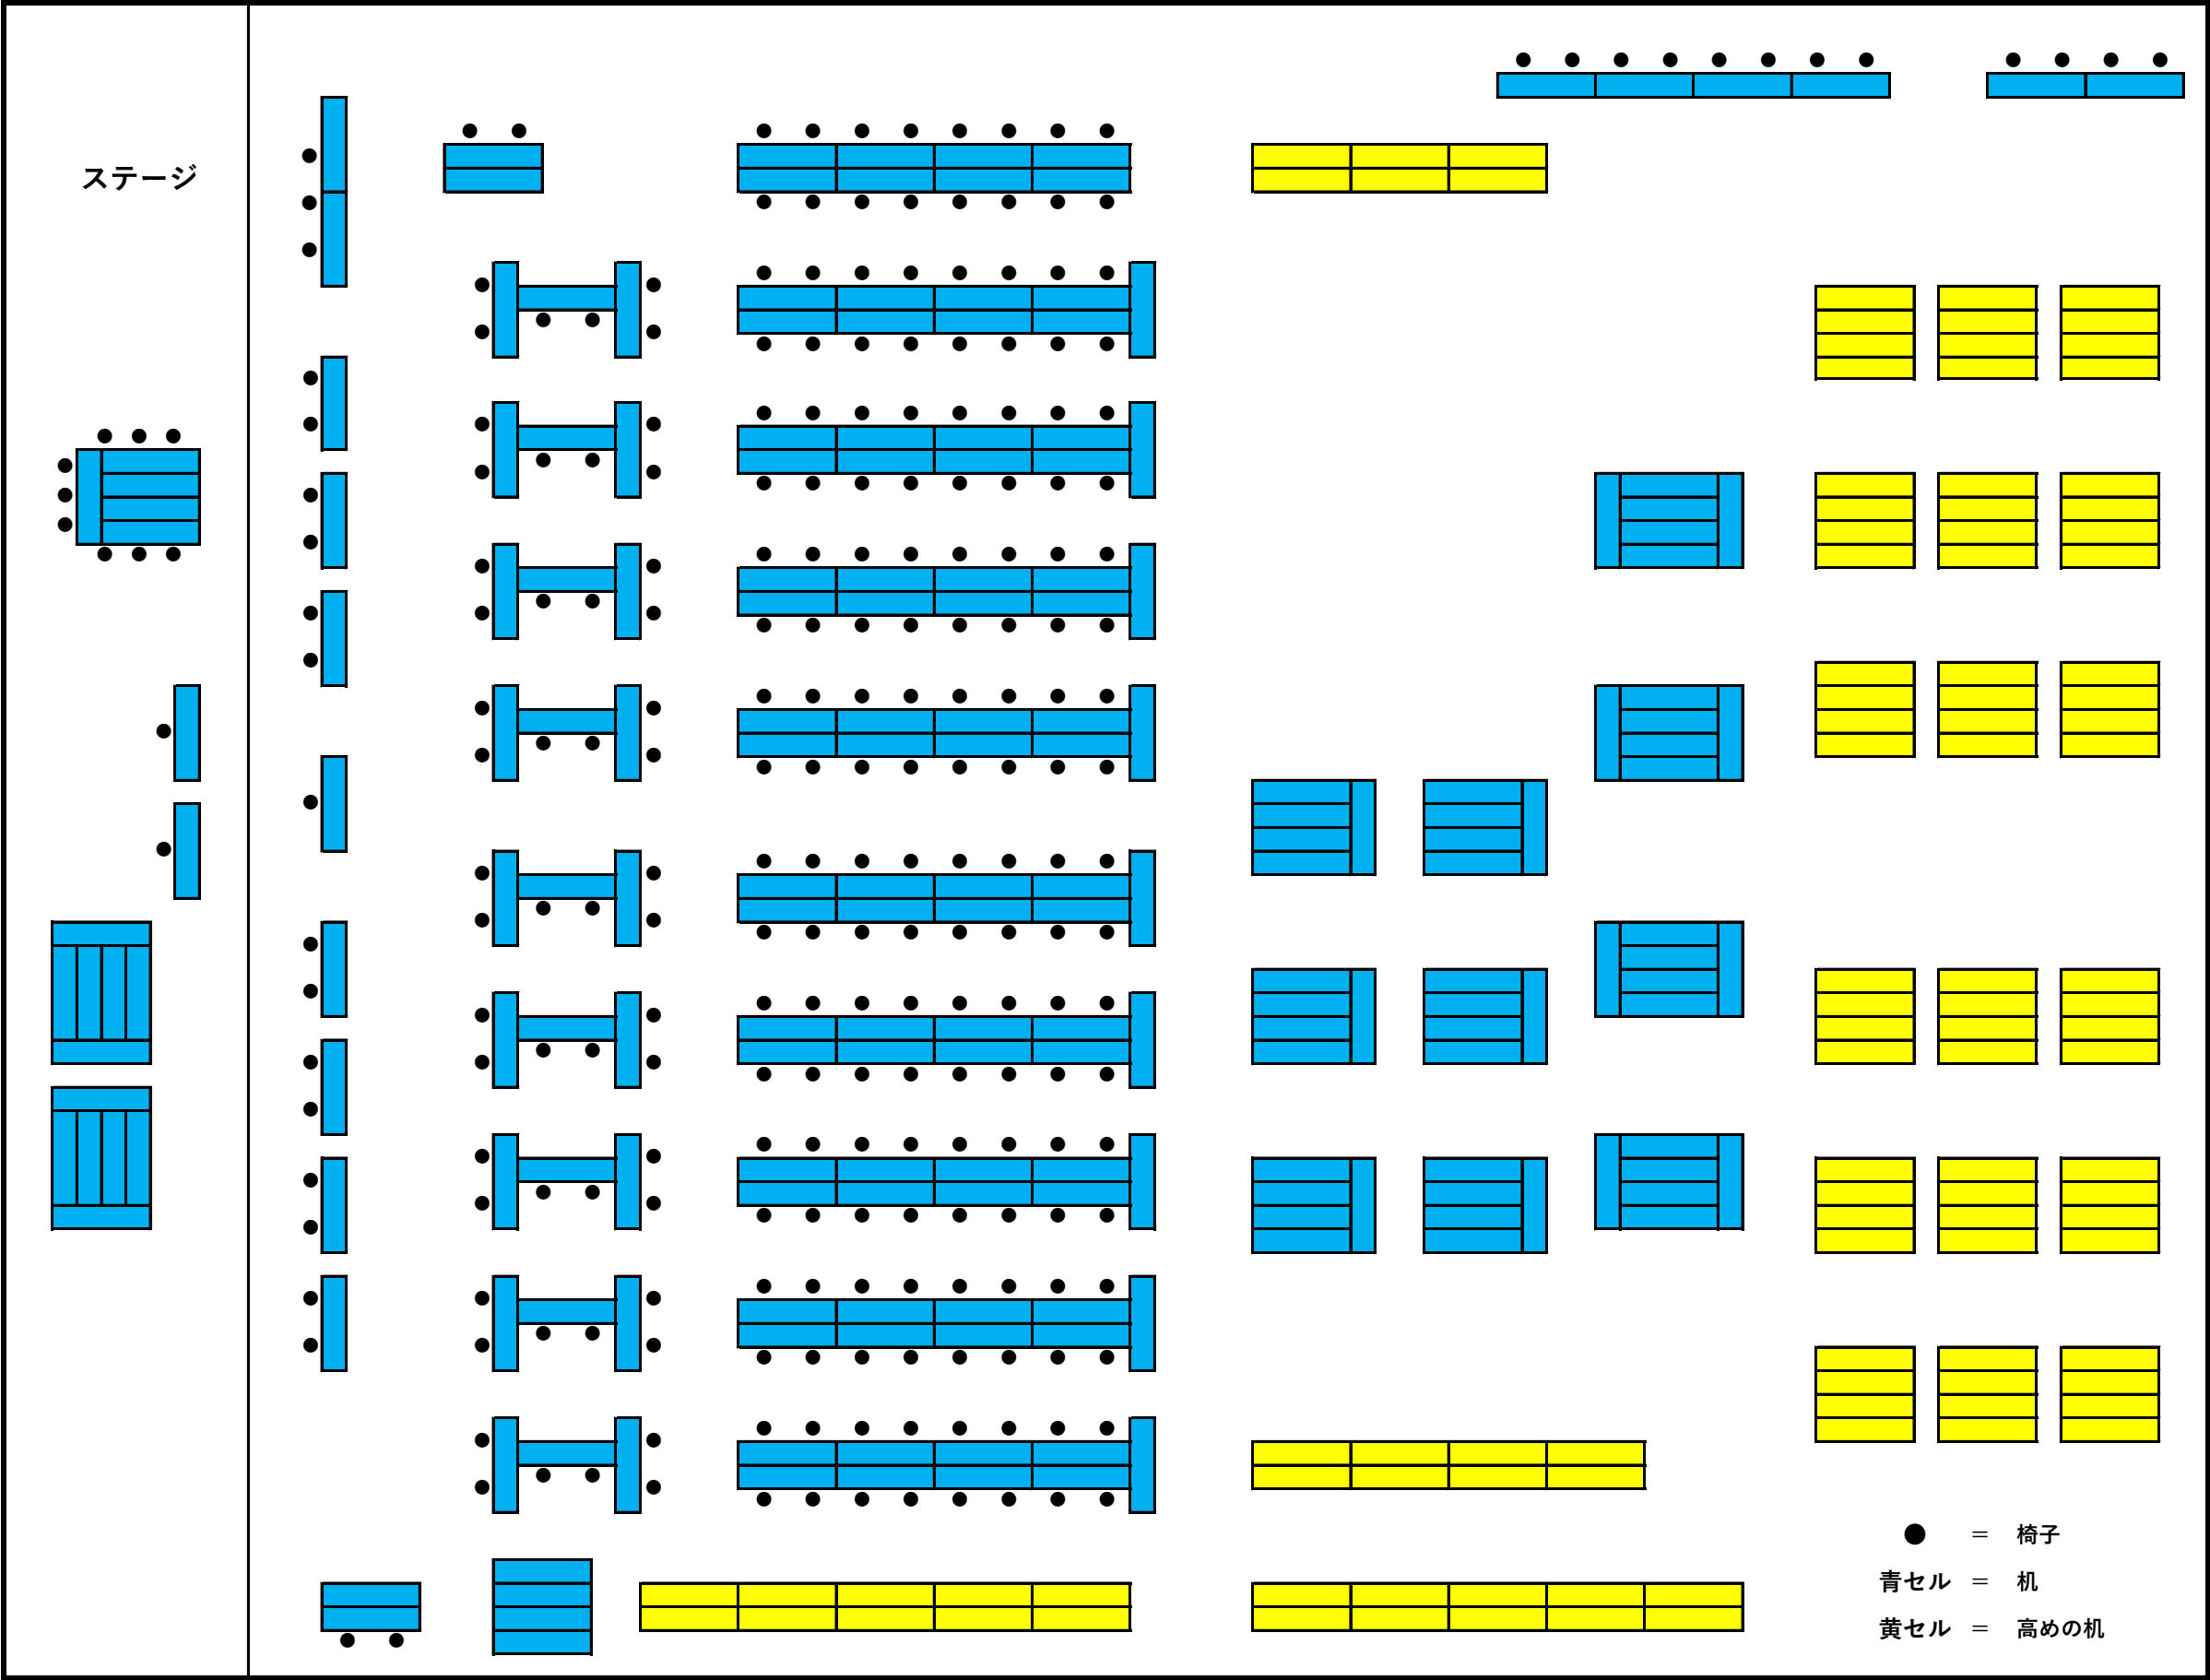 ステージ
● ＝ 椅子
青セル ＝ 机
黄セル ＝ 高めの机